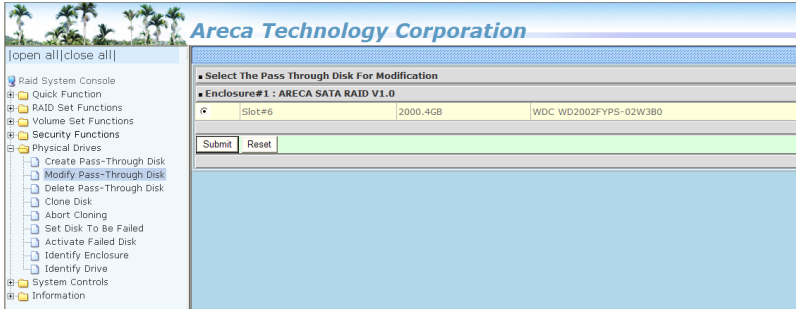 Areca Technology Corporation
|open all|close all|
Raid System Console
Quick Function
RAID Set Functions
Volume Set Functions
Security Functions
Physical Drives
Create Pass-Through Disk
Modify Pass-Through Disk
Delete Pass-Through Disk
Clone Disk
Abort Cloning
Set Disk To Be Failed
Activate Failed Disk
Identify Enclosure
Identify Drive
System Controls
Information
Select The Pass Through Disk For Modification
Enclosure#1 : ARECA SATA RAID V1.0
Slot#6 2000.4GB WDC WD2002FYPS-02W3B0
Submit Reset